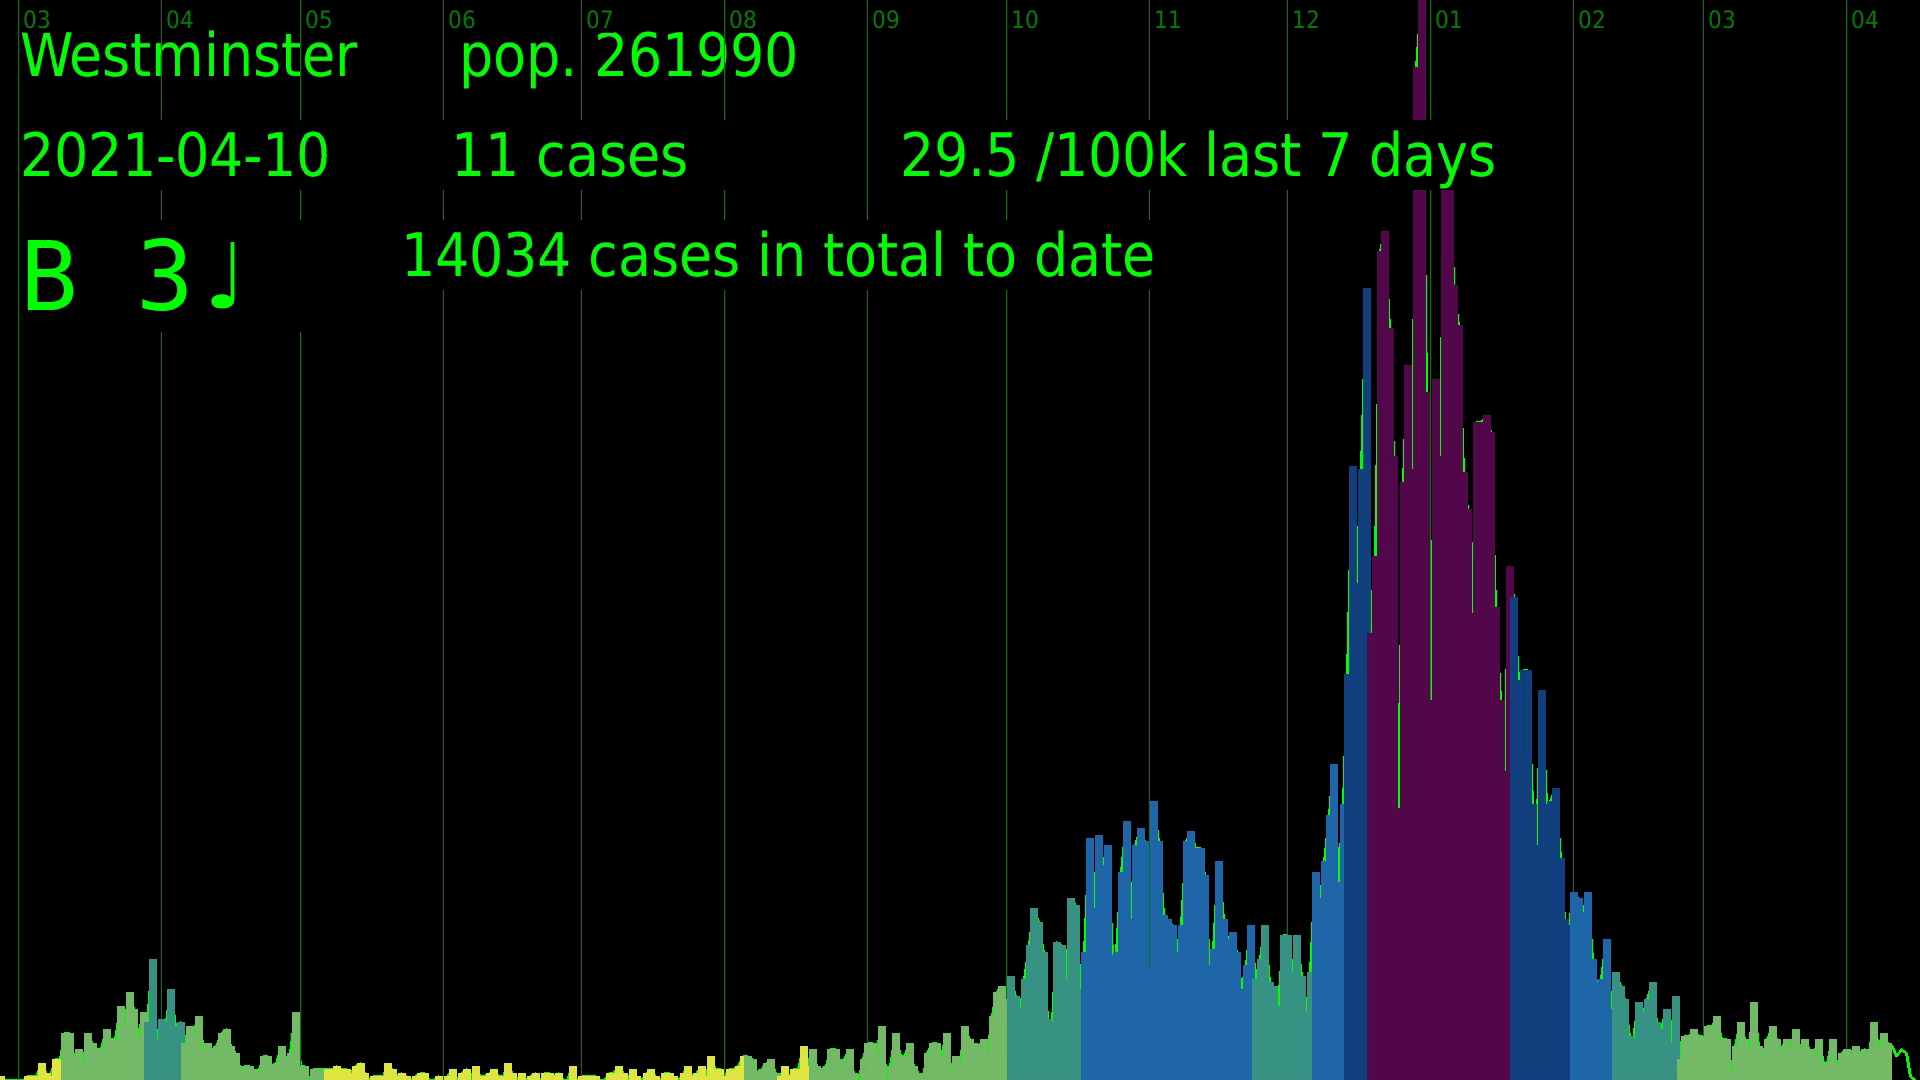 03 04 05 06 07 08 09 10 11 12 01 02 03 04
Westminster pop. 261990
2021-04-10 11 cases 29.5 /100k last 7 days
B 3♩ 14034 cases in total to date